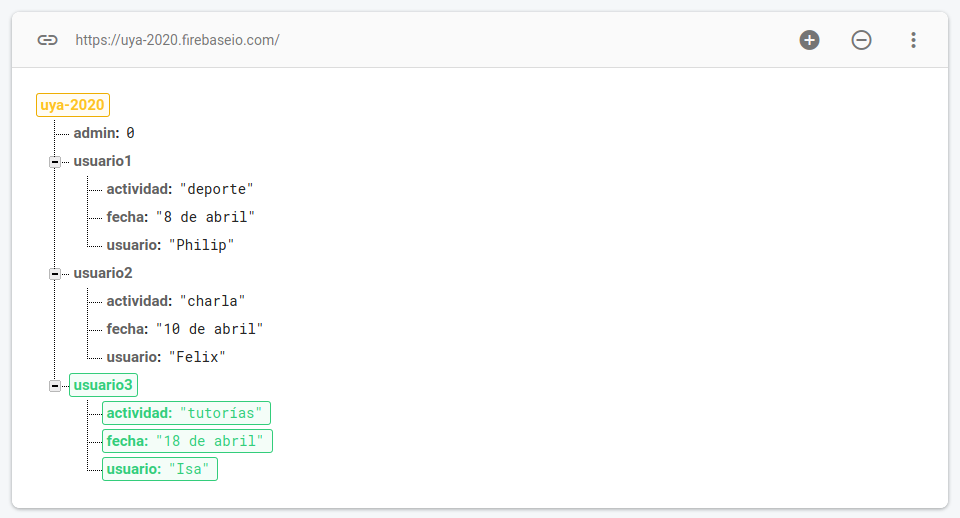 https://uya-2020.firebaseio.com/
uya-2020
admin: 0
usuario1
actividad: "deporte"
fecha: "8 de abril"
usuario: "Philip"
usuario2
actividad: "charla"
fecha: "10 de abril"
usuario: "Felix"
usuario3
actividad: "tutorías"
fecha: "18 de abril"
usuario: "Isa"